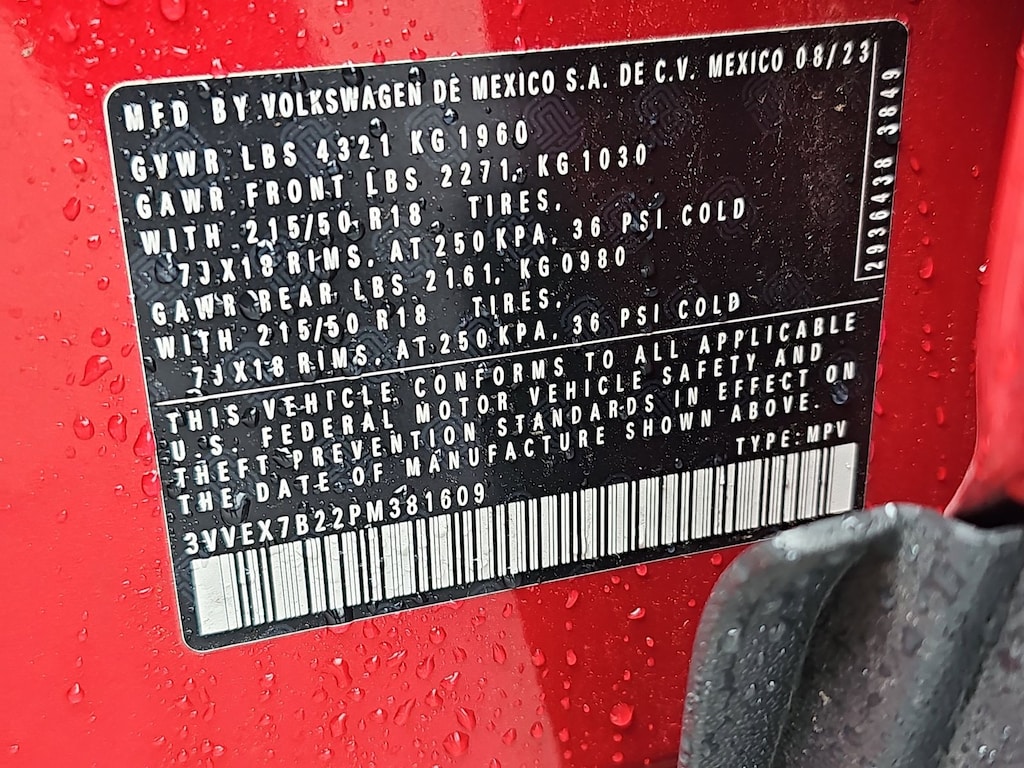 MFD BY VOLKSWAGEN DE MEXICO S.A. DE C.V. MEXICO 08/23
GVWR LBS 4321 KG 1960
GAWR FRONT LBS 2271, KG 1030
WITH 215/50 R18 TIRES,
7JX18 RIMS, AT 250 KPA, 36 PSI COLD
GAWR REAR LBS 2161, KG 0980
WITH 215/50 R18 TIRES,
7JX18 RIMS, AT 250 KPA, 36 PSI COLD
2936438 3849
THIS VEHICLE CONFORMS TO ALL APPLICABLE
U.S. FEDERAL MOTOR VEHICLE SAFETY AND
THEFT PREVENTION STANDARDS IN EFFECT ON
THE DATE OF MANUFACTURE SHOWN ABOVE.
TYPE: MPV
3VVEX7B22PM381609